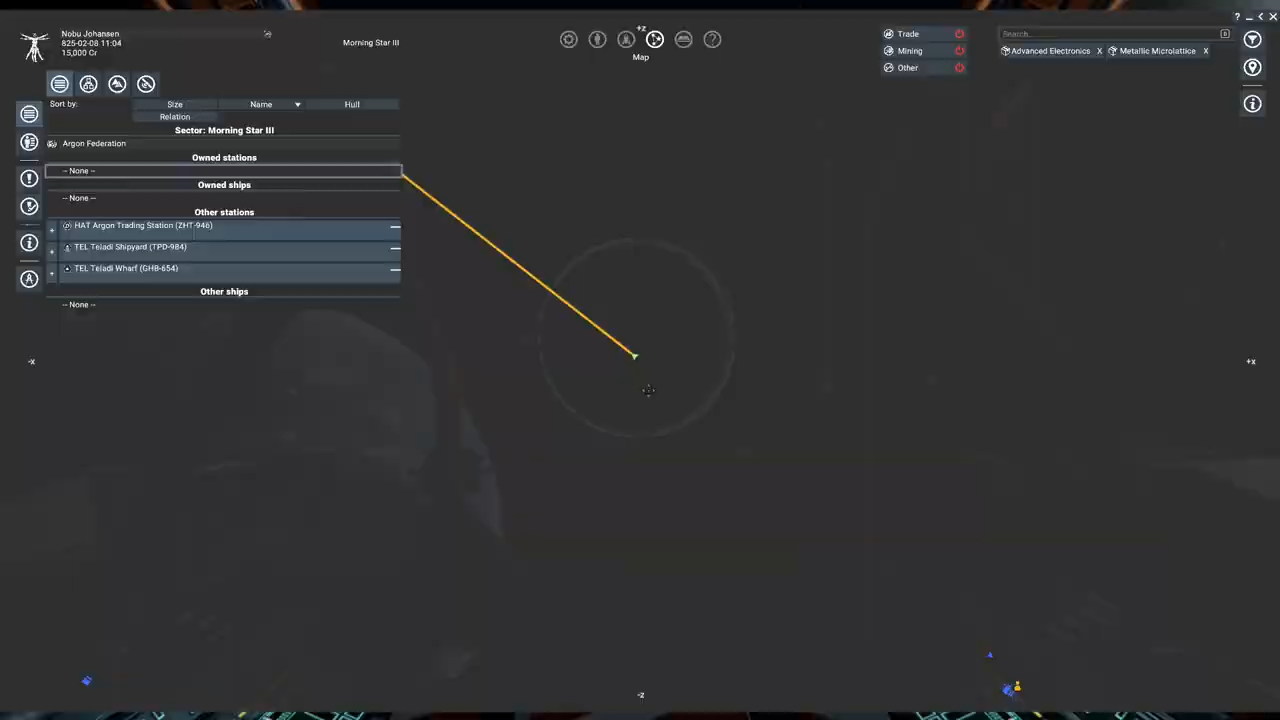 Nobu Johansen
825-02-08 11:04
15,000 Cr
Morning Star III
+z
Map
Trade
Mining
Other
Search...
Advanced Electronics X
Metallic Microlattice X
Sort by:
Size
Name
Hull
Relation
Sector: Morning Star III
Argon Federation
Owned stations
-- None --
Owned ships
-- None --
Other stations
+ HAT Argon Trading Station (ZHT-946)
+ TEL Teladi Shipyard (TPD-984)
+ TEL Teladi Wharf (GHB-654)
Other ships
-- None --
-x
+x
-z